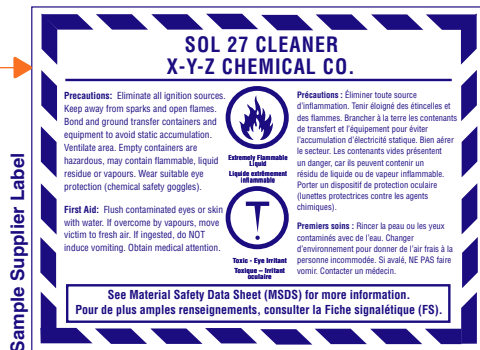 SOL 27 CLEANER
X-Y-Z CHEMICAL CO.
Precautions: Eliminate all ignition sources.
Keep away from sparks and open flames.
Bond and ground transfer containers and
equipment to avoid static accumulation.
Ventilate area. Empty containers are
hazardous, may contain flammable, liquid
residue or vapours. Wear suitable eye
protection (chemical safety goggles).
First Aid: Flush contaminated eyes or skin
with water. If overcome by vapours, move
victim to fresh air. If ingested, do NOT
induce vomiting. Obtain medical attention.
Extremely Flammable
Liquid
Liquide extrêmement
inflammable
Toxic - Eye Irritant
Toxique – Irritant
oculaire
Précautions : Éliminer toute source
d'inflammation. Tenir éloigné des étincelles et
des flammes. Brancher à la terre les contenants
de transfert et l'équipement pour éviter
l'accumulation d'électricité statique. Bien aérer
le secteur. Les contenants vides présentent
un danger, car ils peuvent contenir un
résidu de liquide ou de vapeur inflammable.
Porter un dispositif de protection oculaire
(lunettes protectrices contre les agents
chimiques).
Premiers soins : Rincer la peau ou les yeux
contaminés avec de l'eau. Changer
d'environnement pour donner de l'air frais à la
personne incommodée. Si avalé, NE PAS faire
vomir. Contacter un médecin.
See Material Safety Data Sheet (MSDS) for more information.
Pour de plus amples renseignements, consulter la Fiche signalétique (FS).
Sample Supplier Label